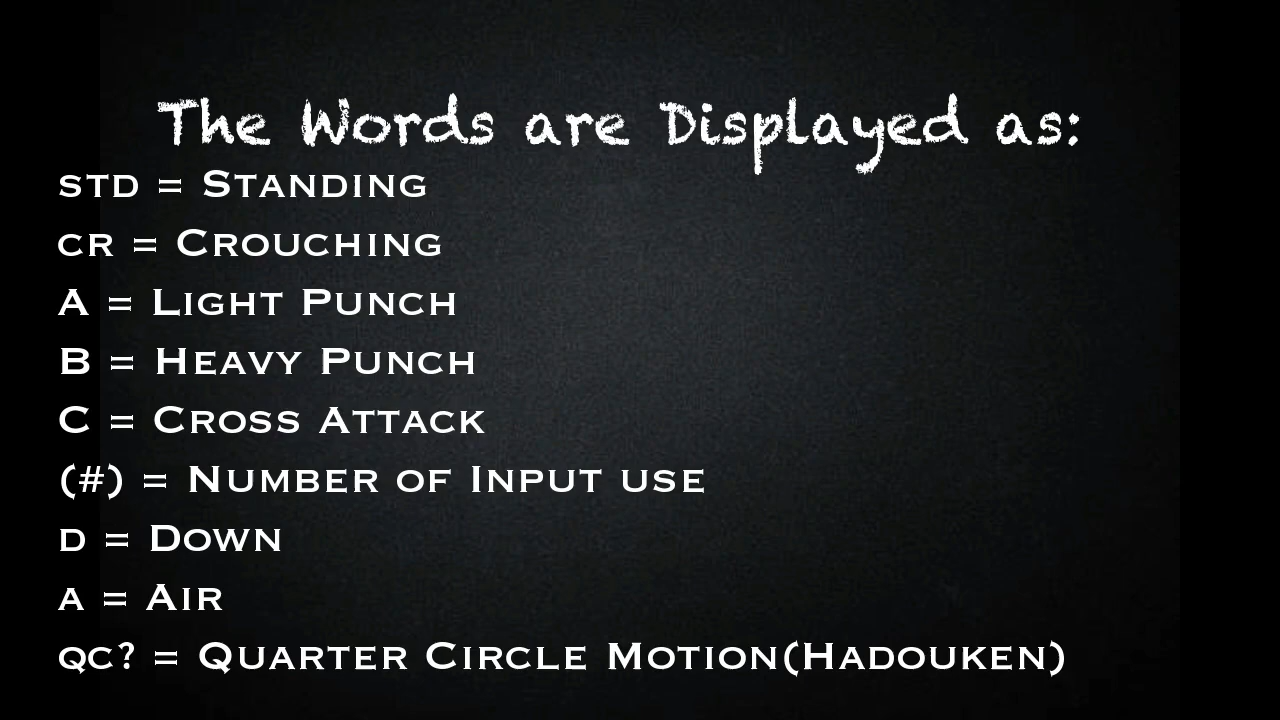 The Words are Displayed as:
std = Standing
cr = Crouching
A = Light Punch
B = Heavy Punch
C = Cross Attack
(#) = Number of Input use
d = Down
a = Air
qc? = Quarter Circle Motion(Hadouken)